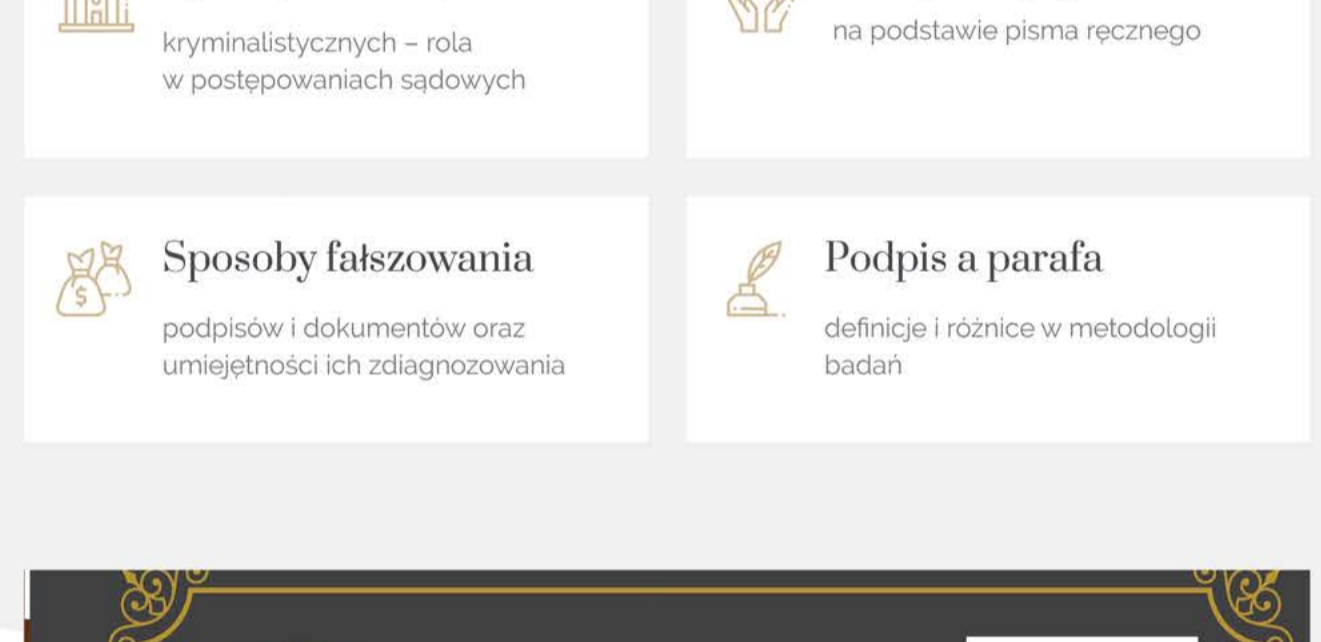 kryminalistycznych – rola
w postępowaniach sądowych
na podstawie pisma ręcznego
Sposoby fałszowania
podpisów i dokumentów oraz
umiejętności ich zdiagnozowania
Podpis a parafa
definicje i różnice w metodologii
badań